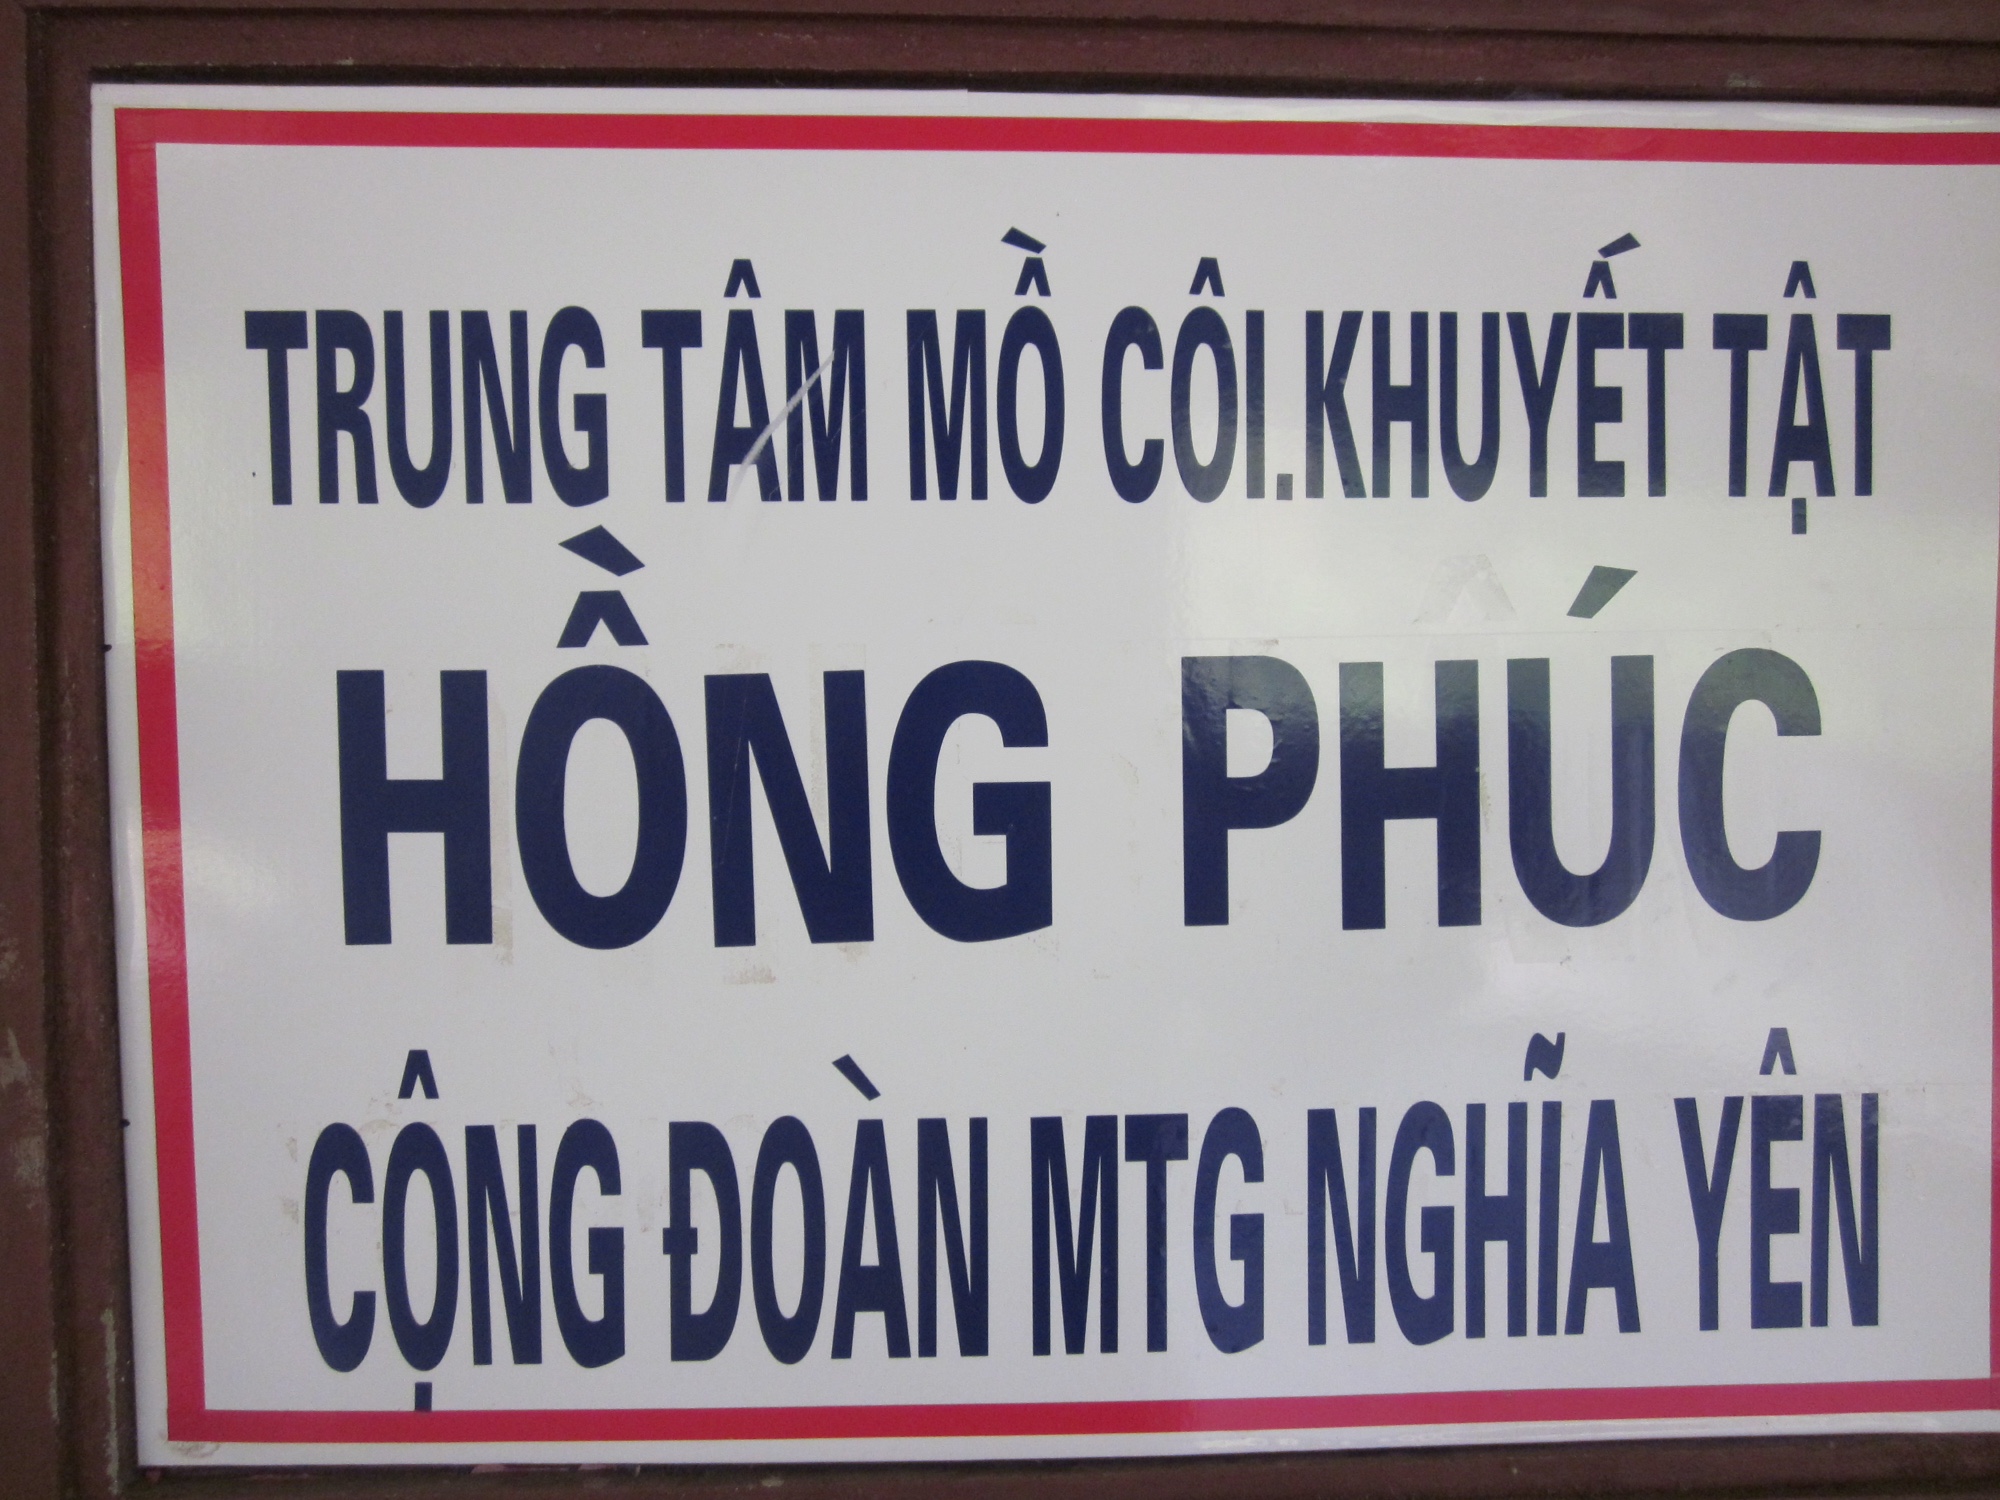 TRUNG TÂM MỒ CÔI.KHUYẾT TẬT
HỒNG PHÚC
CỘNG ĐOÀN MTG NGHĨA YÊN